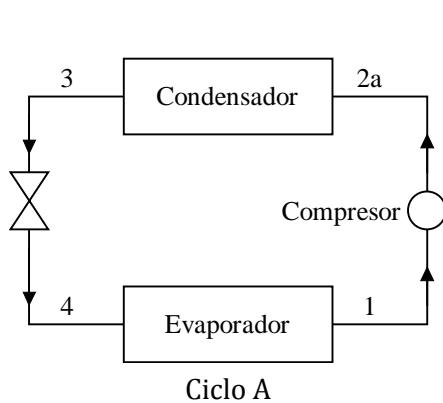 3
2a
Condensador
Compresor
4
1
Evaporador
Ciclo A